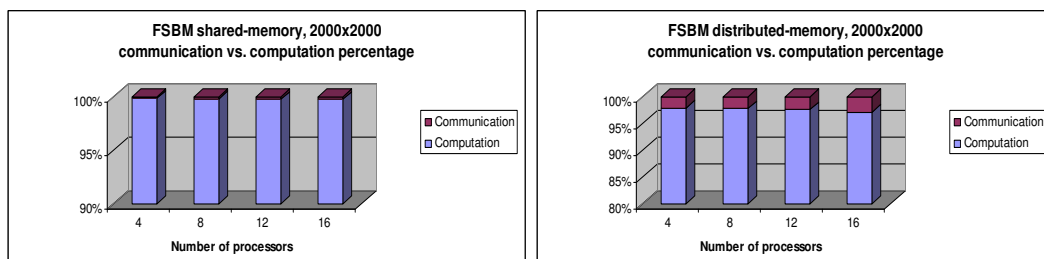 FSBM shared-memory, 2000x2000
communication vs. computation percentage
100%
95%
90%
4 8 12 16
Number of processors
Communication
Computation
FSBM distributed-memory, 2000x2000
communication vs. computation percentage
100%
95%
90%
85%
80%
4 8 12 16
Number of processors
Communication
Computation